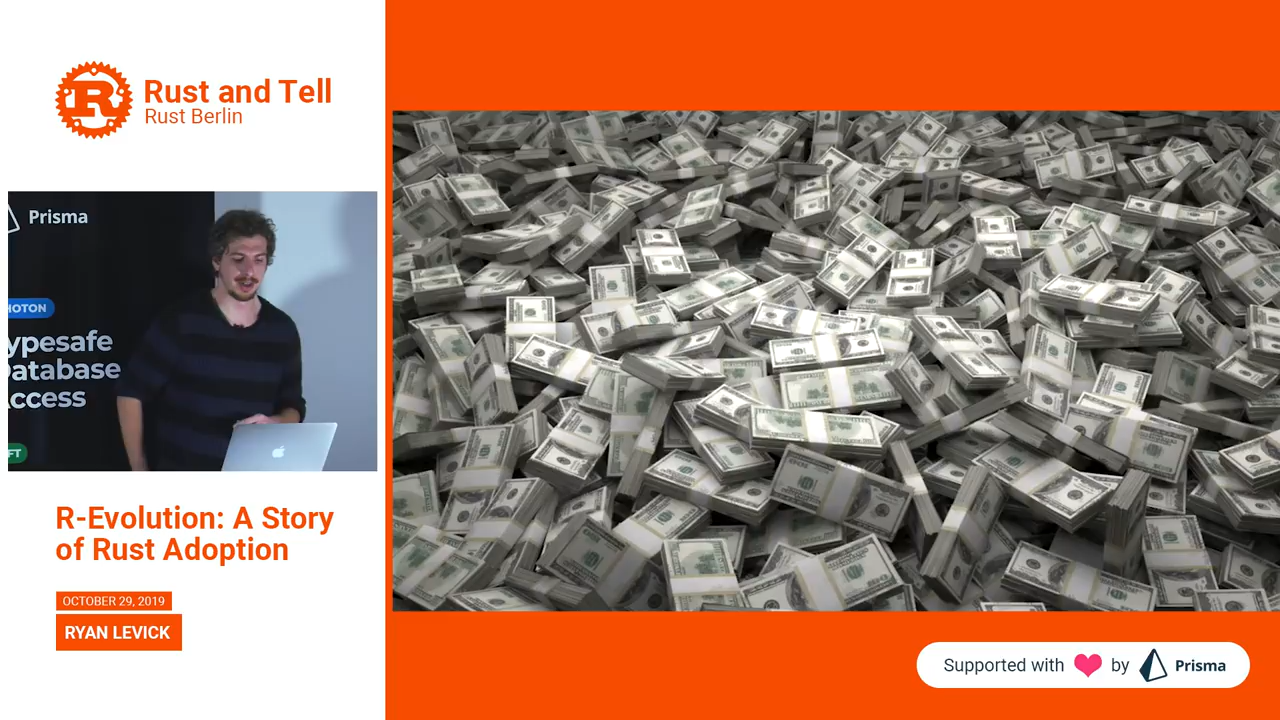 Rust and Tell
Rust Berlin
Prisma
HOTON
ypesafe
atabase
ccess
FT
R-Evolution: A Story
of Rust Adoption
OCTOBER 29, 2019
RYAN LEVICK
Supported with by Prisma